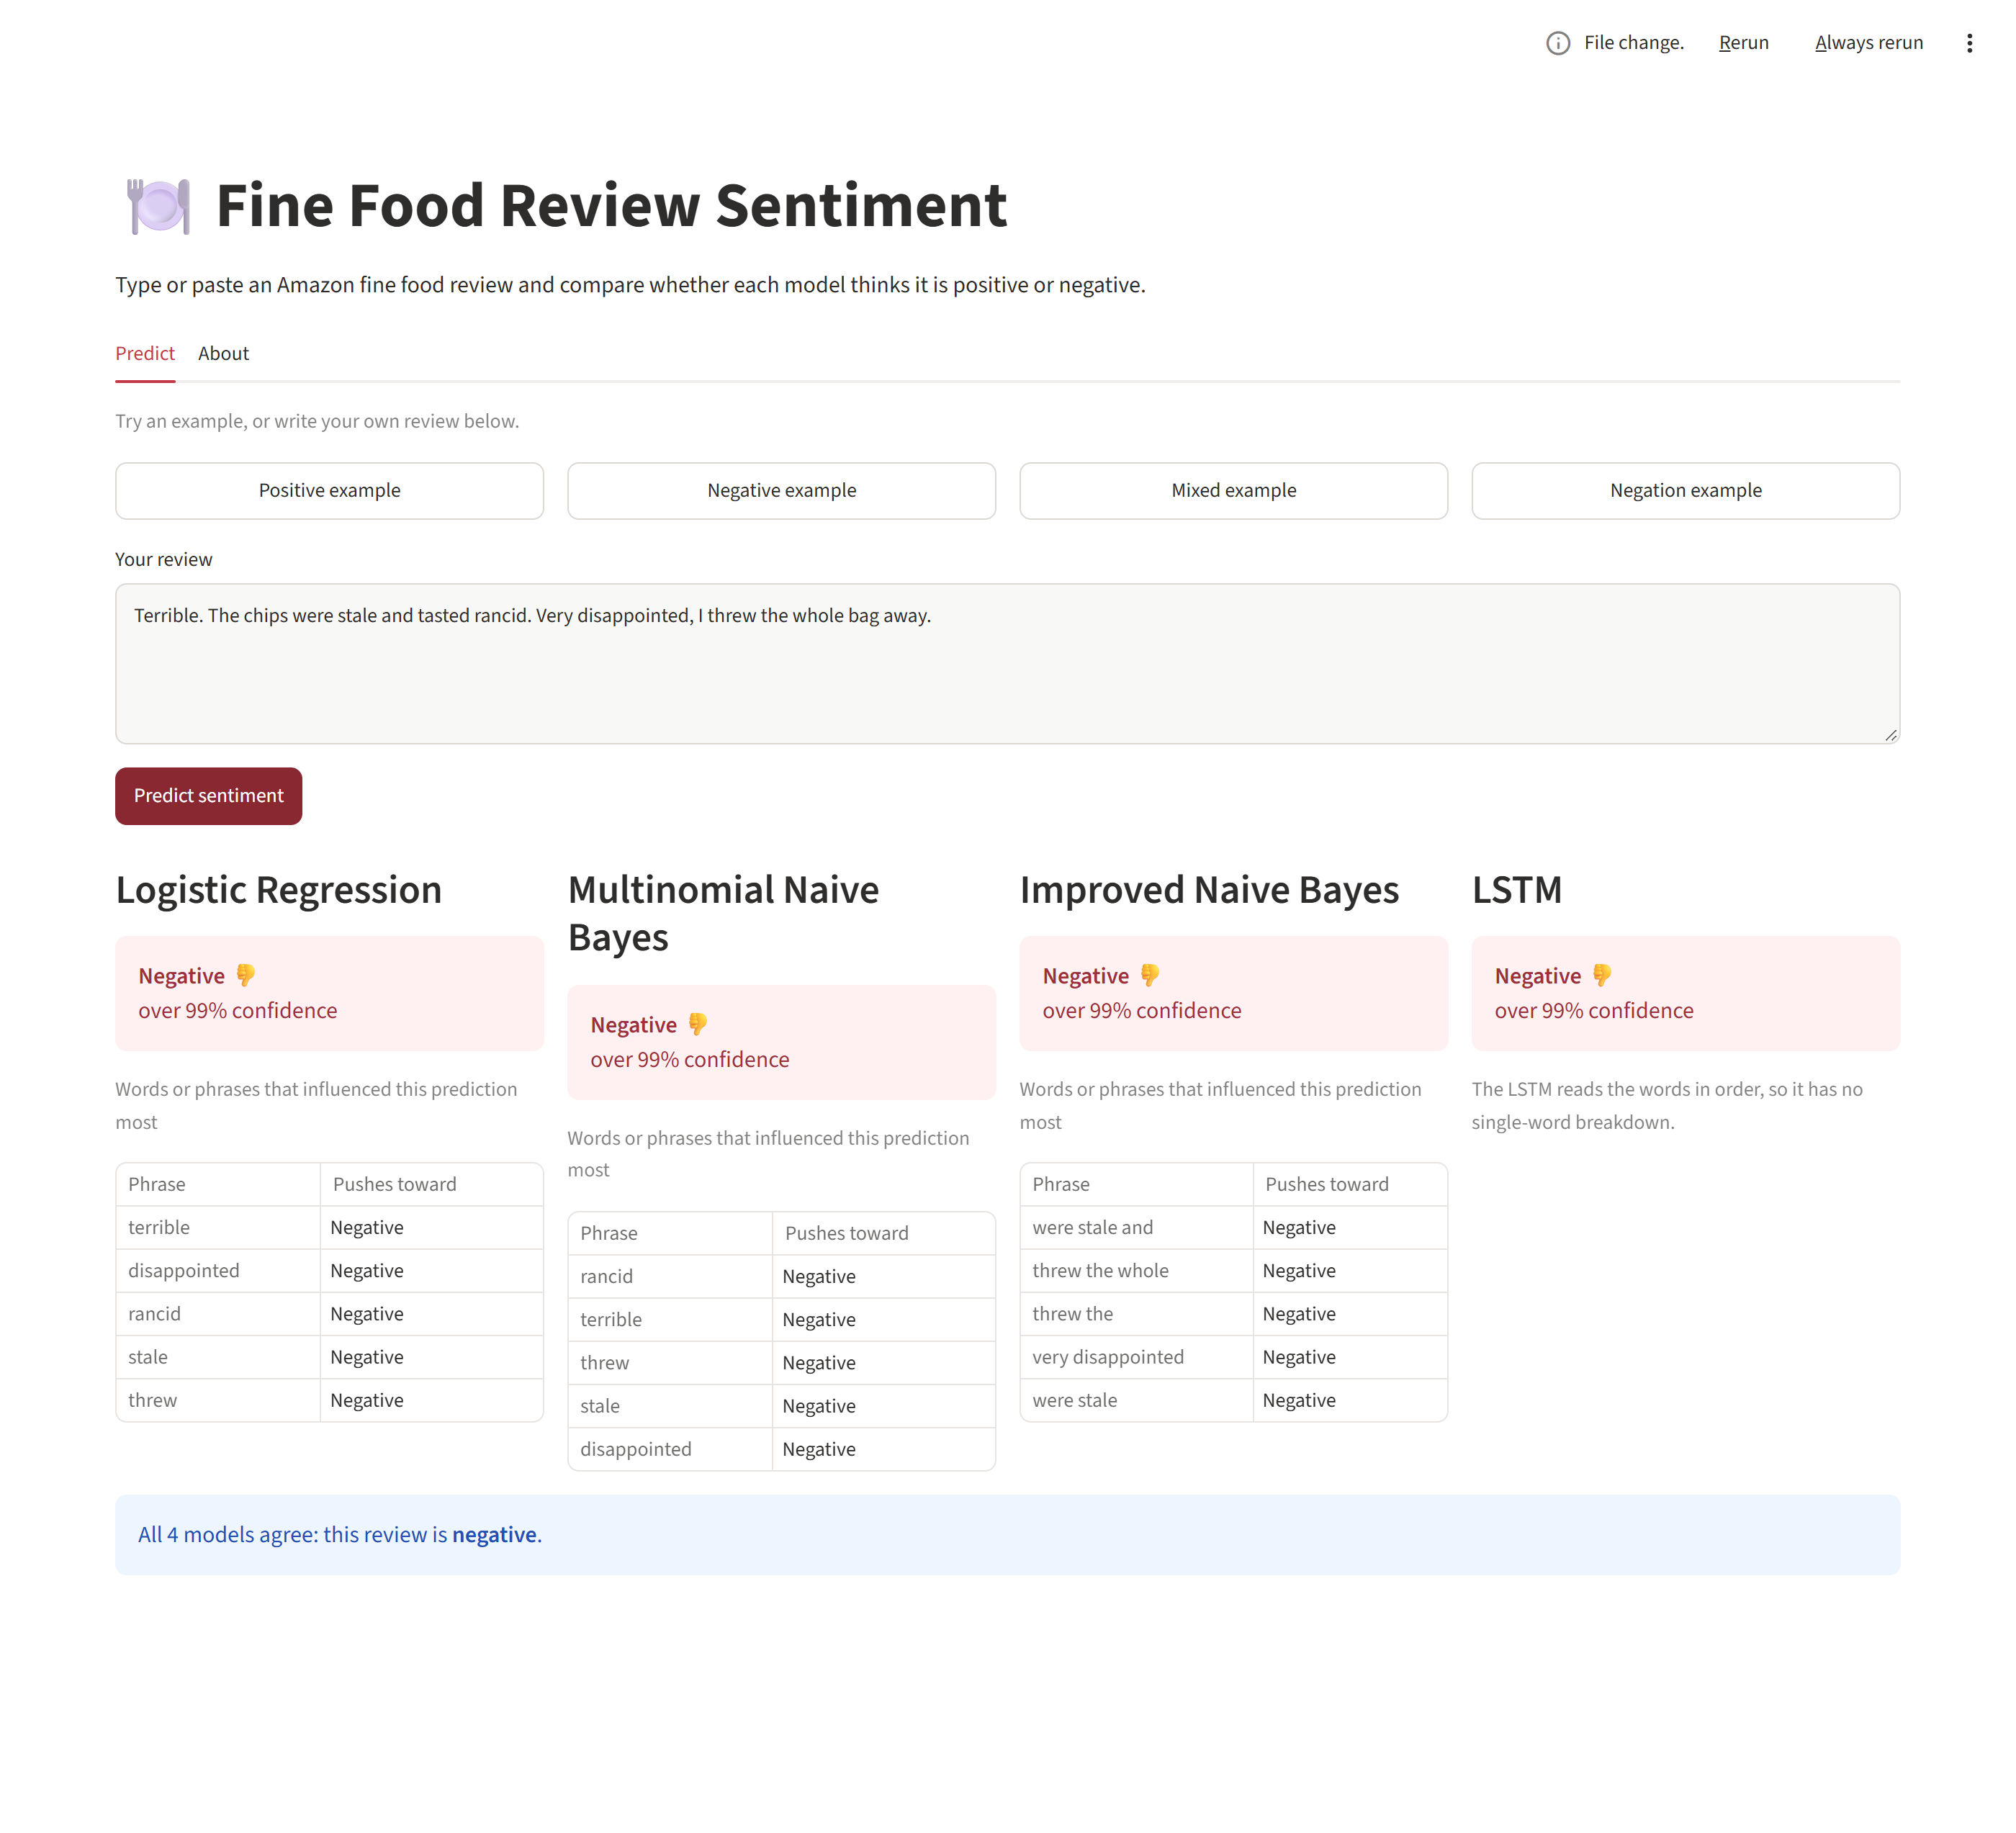 File change. Rerun Always rerun
Fine Food Review Sentiment
Type or paste an Amazon fine food review and compare whether each model thinks it is positive or negative.
Predict About
Try an example, or write your own review below.
Positive example Negative example Mixed example Negation example
Your review
Terrible. The chips were stale and tasted rancid. Very disappointed, I threw the whole bag away.
Predict sentiment
Logistic Regression
Negative
over 99% confidence
Words or phrases that influenced this prediction
most
Phrase Pushes toward
terrible Negative
disappointed Negative
rancid Negative
stale Negative
threw Negative
Multinomial Naive
Bayes
Negative
over 99% confidence
Words or phrases that influenced this prediction
most
Phrase Pushes toward
rancid Negative
terrible Negative
threw Negative
stale Negative
disappointed Negative
Improved Naive Bayes
Negative
over 99% confidence
Words or phrases that influenced this prediction
most
Phrase Pushes toward
were stale and Negative
threw the whole Negative
threw the Negative
very disappointed Negative
were stale Negative
LSTM
Negative
over 99% confidence
The LSTM reads the words in order, so it has no
single-word breakdown.
All 4 models agree: this review is negative.